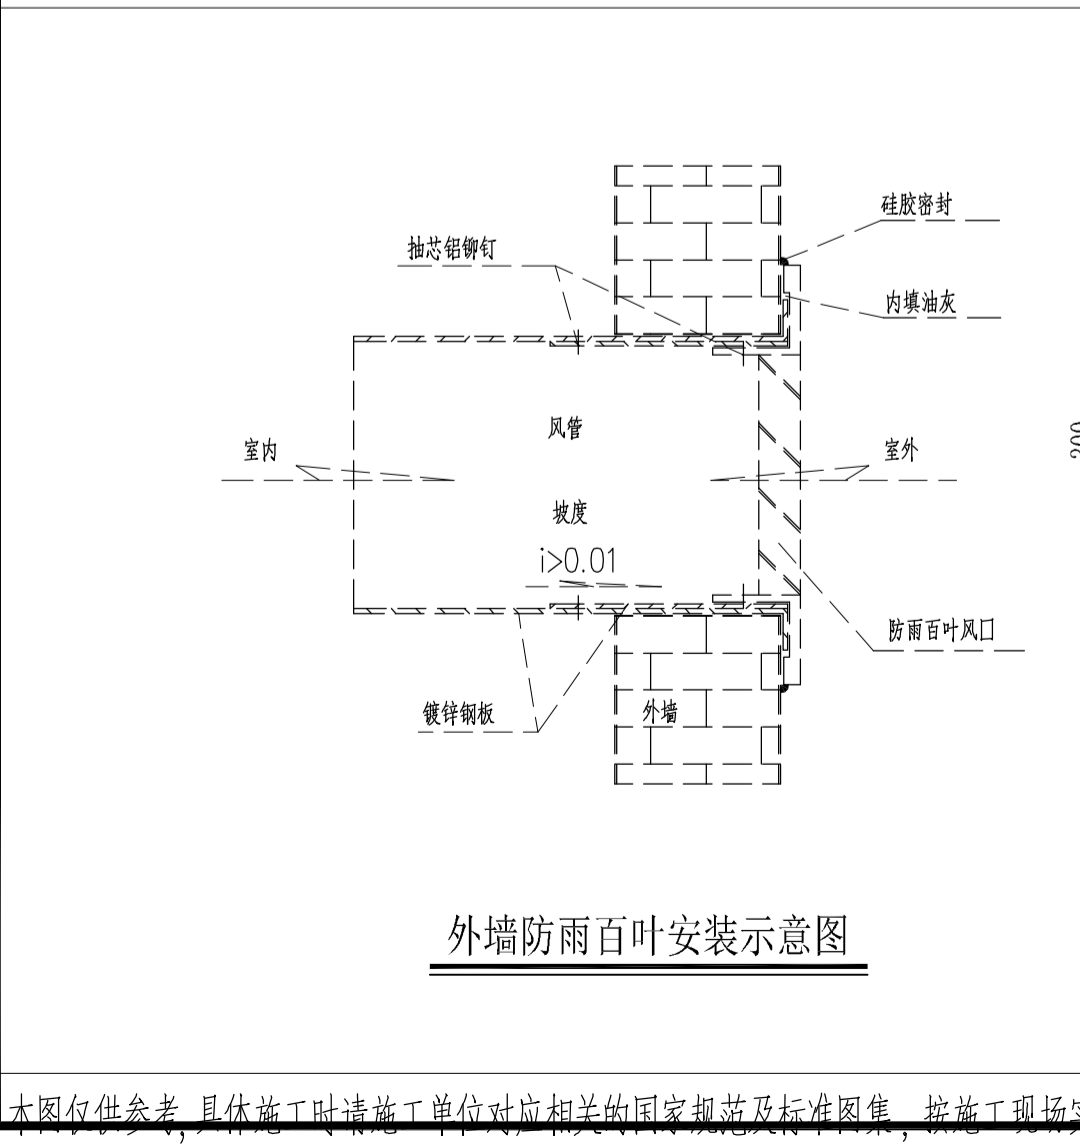 硅胶密封
抽芯铝铆钉
内填油灰
风管
室内
室外
200
坡度
i>0.01
防雨百叶风口
镀锌钢板
外墙
外墙防雨百叶安装示意图
本图仅供参考,具体施工时请施工单位对应相关的国家规范及标准图集,按施工现场